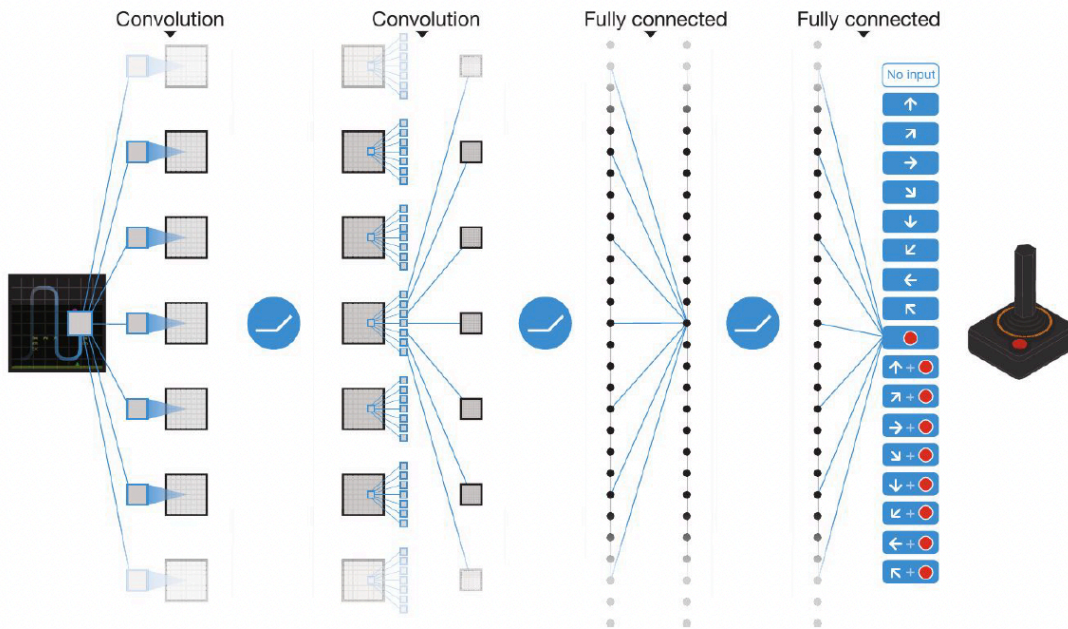 Convolution
Convolution
Fully connected
Fully connected
No input
+
+
+
+
+
+
+
+